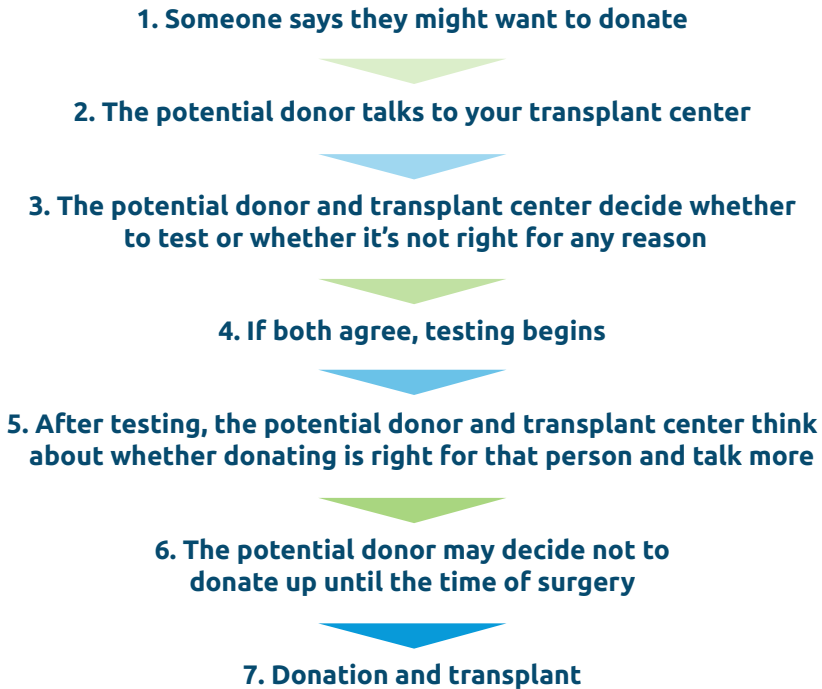 1. Someone says they might want to donate
2. The potential donor talks to your transplant center
3. The potential donor and transplant center decide whether
to test or whether it’s not right for any reason
4. If both agree, testing begins
5. After testing, the potential donor and transplant center think
about whether donating is right for that person and talk more
6. The potential donor may decide not to
donate up until the time of surgery
7. Donation and transplant